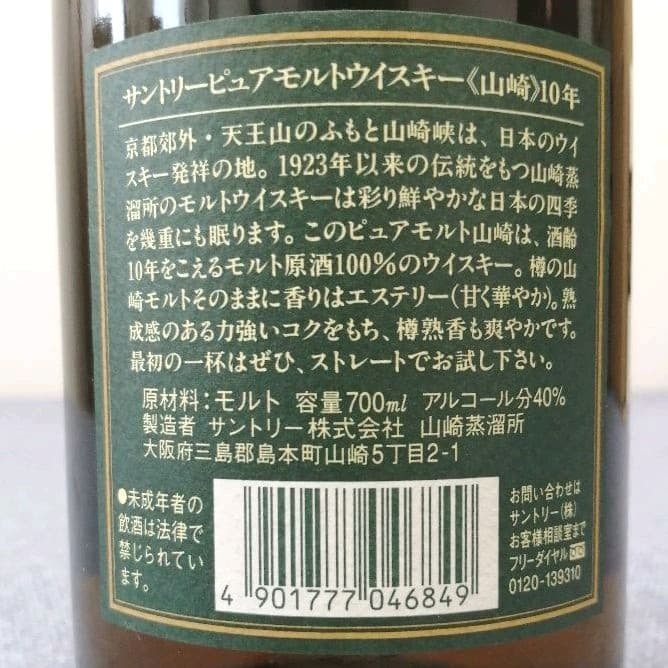 サントリーピュアモルトウイスキー《山崎》10年
京都郊外・天王山のふもと山崎峡は、日本のウイ
スキー発祥の地。1923年以来の伝統をもつ山崎蒸
溜所のモルトウイスキーは彩り鮮やかな日本の四季
を幾重にも眠ります。このピュアモルト山崎は、酒齢
10年をこえるモルト原酒100%のウイスキー。樽の山
崎モルトそのままに香りはエステリー(甘く華やか)。熟
成感のある力強いコクをもち、樽熟香も爽やかです。
最初の一杯はぜひ、ストレートでお試し下さい。
原材料:モルト 容量700ml アルコール分40%
製造者 サントリー株式会社 山崎蒸溜所
大阪府三島郡島本町山崎5丁目2-1
●未成年者の
飲酒は法律で
禁じられてい
ます。
4 901777 046849
お問い合わせは
サントリー(株)
お客様相談室まで
フリーダイヤル
0120-139310